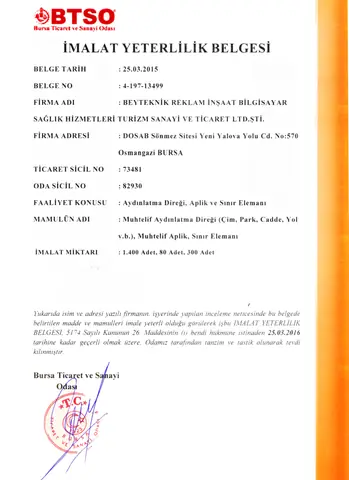 BTSO
Bursa Ticaret ve Sanayi Odası
İMALAT YETERLİLİK BELGESİ
BELGE TARİH : 25.03.2015
BELGE NO : 4-197-13499
FİRMA ADI : BEYTEKNİK REKLAM İNŞAAT BİLGİSAYAR
SAĞLIK HİZMETLERİ TURİZM SANAYİ VE TİCARET LTD.ŞTİ.
FİRMA ADRESİ : DOSAB Sönmez Sitesi Yeni Yalova Yolu Cd. No:570
Osmangazi BURSA
TİCARET SİCİL NO : 73481
ODA SİCİL NO : 82930
FAALİYET KONUSU : Aydınlatma Direği, Aplik ve Sınır Elemanı
MAMULÜN ADI : Muhtelif Aydınlatma Direği (Çim, Park, Cadde, Yol
v.b.), Muhtelif Aplik, Sınır Elemanı
İMALAT MİKTARI : 1.400 Adet, 80 Adet, 300 Adet
Yukarıda isim ve adresi yazılı firmanın, işyerinde yapılan inceleme neticesinde bu belgede
belirtilen madde ve mamulleri imale yeterli olduğu görülerek işbu İMALAT YETERLİLİK
BELGESİ, 5174 Sayılı Kanunun 26. Maddesinin bendi hükmüne istinaden 25.03.2016
tarihine kadar geçerli olmak üzere, Odamız tarafından tanzim ve tasdik olunarak tevdi
kılınmıştır.
Bursa Ticaret ve Sanayi
Odası
T.C.